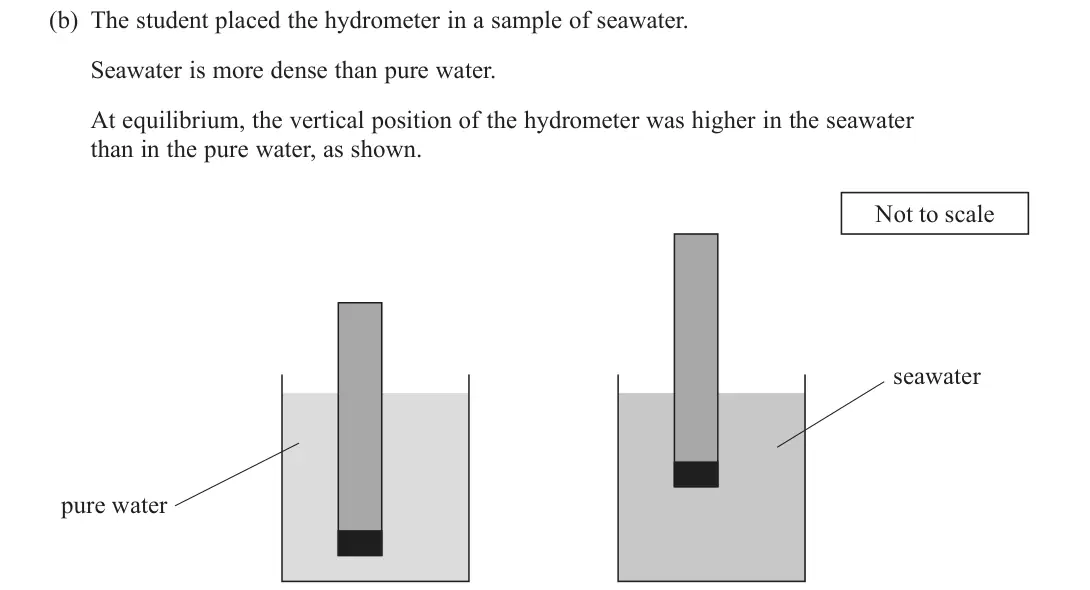 (b) The student placed the hydrometer in a sample of seawater.
Seawater is more dense than pure water.
At equilibrium, the vertical position of the hydrometer was higher in the seawater
than in the pure water, as shown.
Not to scale
seawater
pure water